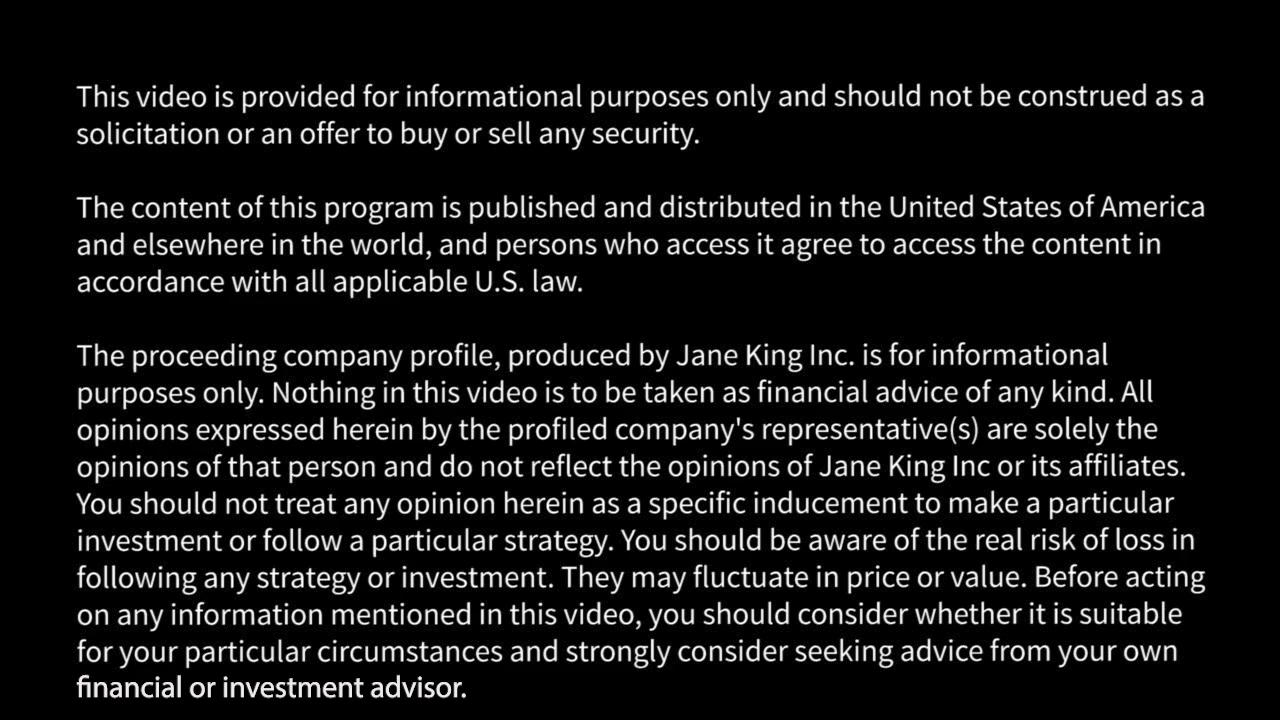 This video is provided for informational purposes only and should not be construed as a
solicitation or an offer to buy or sell any security.
The content of this program is published and distributed in the United States of America
and elsewhere in the world, and persons who access it agree to access the content in
accordance with all applicable U.S. law.
The proceeding company profile, produced by Jane King Inc. is for informational
purposes only. Nothing in this video is to be taken as financial advice of any kind. All
opinions expressed herein by the profiled company's representative(s) are solely the
opinions of that person and do not reflect the opinions of Jane King Inc or its affiliates.
You should not treat any opinion herein as a specific inducement to make a particular
investment or follow a particular strategy. You should be aware of the real risk of loss in
following any strategy or investment. They may fluctuate in price or value. Before acting
on any information mentioned in this video, you should consider whether it is suitable
for your particular circumstances and strongly consider seeking advice from your own
financial or investment advisor.